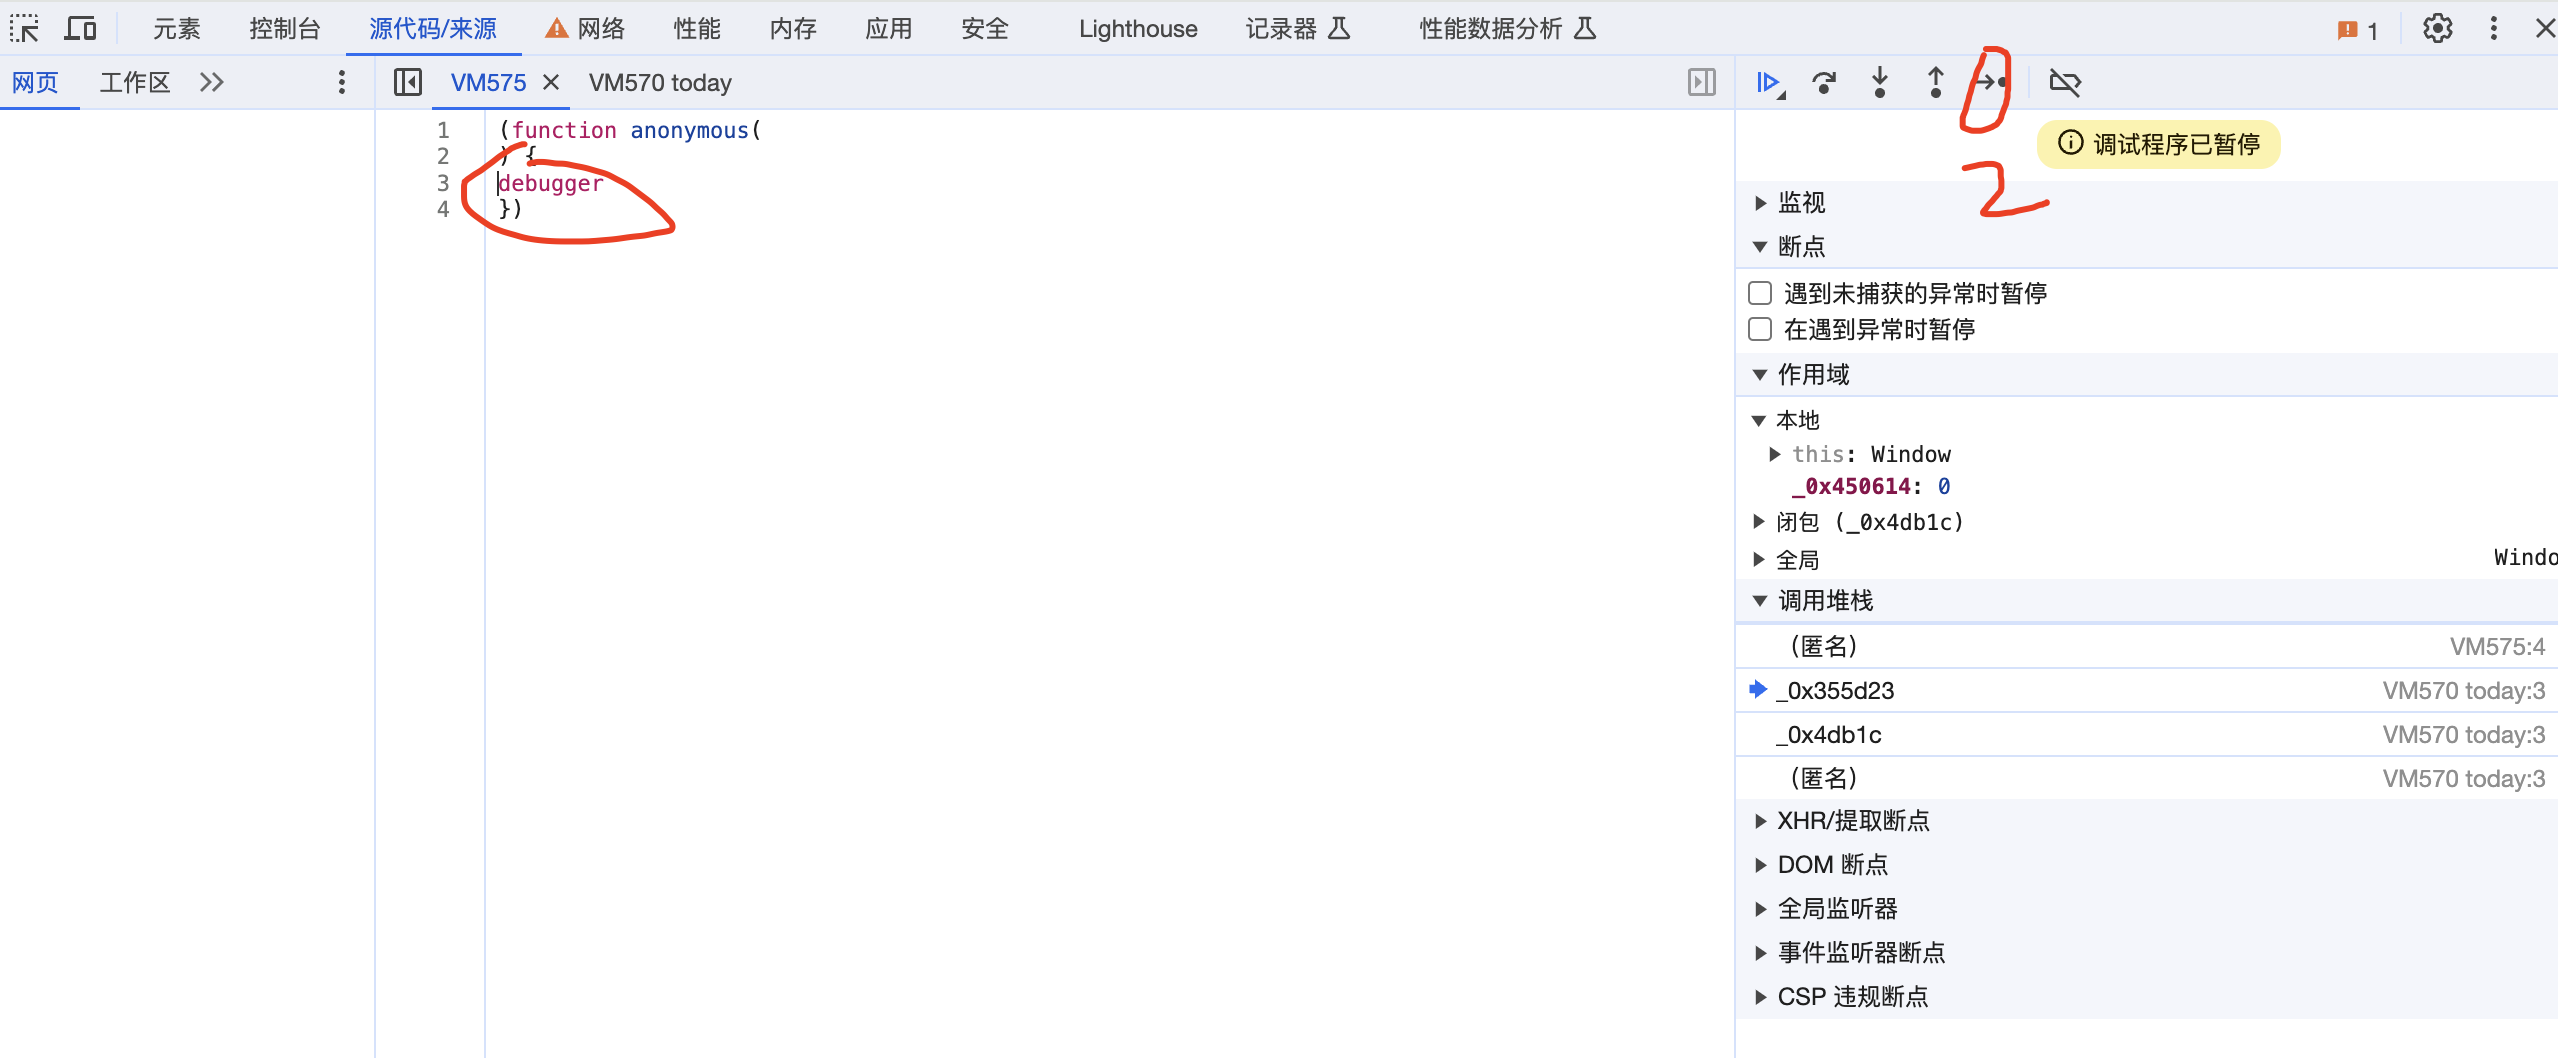 元素 控制台 源代码/来源 网络 性能 内存 应用 安全 Lighthouse 记录器 性能数据分析 1
网页 工作区 VM575 VM570 today
1 (function anonymous(
2 ) {
3 debugger
4 })
2
调试程序已暂停
监视
断点
遇到未捕获的异常时暂停
在遇到异常时暂停
作用域
本地
this: Window
_0x450614: 0
闭包 (_0x4db1c)
全局 Windo
调用堆栈
(匿名) VM575:4
_0x355d23 VM570 today:3
_0x4db1c VM570 today:3
(匿名) VM570 today:3
XHR/提取断点
DOM 断点
全局监听器
事件监听器断点
CSP 违规断点